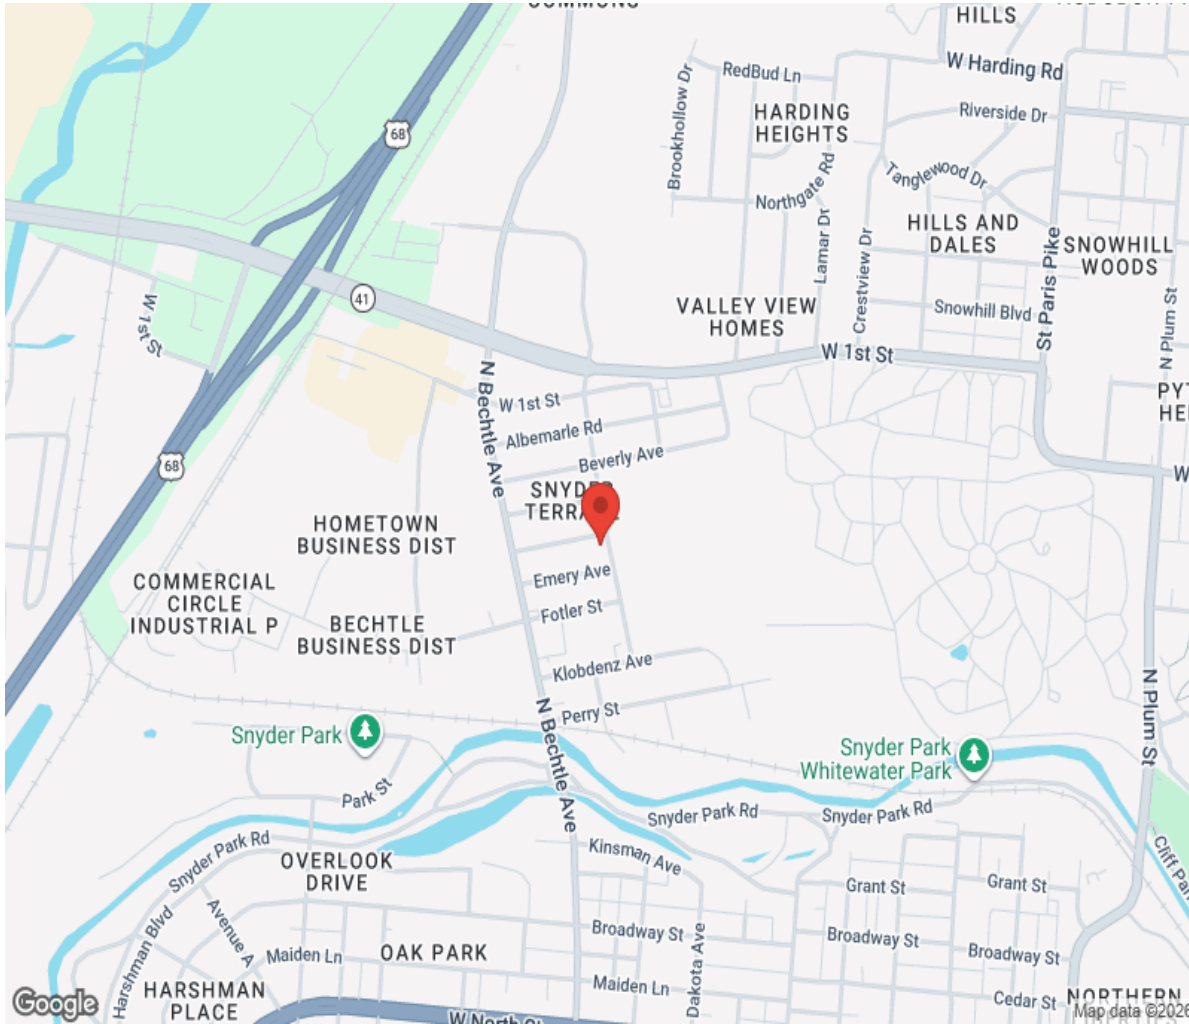 COMMONS
HILLS
W Harding Rd
RedBud Ln
Brookhollow Dr
HARDING
HEIGHTS
Riverside Dr
68
Tanglewood Dr
Northgate Rd
Lamar Dr
Crestview Dr
HILLS AND
DALES
St Paris Pike
SNOWHILL
WOODS
N Plum St
W 1st St
41
VALLEY VIEW
HOMES
Snowhill Blvd
W 1st St
N Bechtle Ave
W 1st St
Albemarle Rd
Beverly Ave
68
SNYDER
HOMETOWN
BUSINESS DIST
Emery Ave
COMMERCIAL
CIRCLE
INDUSTRIAL P
BECHTLE
BUSINESS DIST
Fotler St
Klobdenz Ave
Perry St
N Bechtle Ave
N Plum St
Snyder Park
Snyder Park
Whitewater Park
Park St
Snyder Park Rd
Snyder Park Rd
Snyder Park Rd
OVERLOOK
DRIVE
Kinsman Ave
Grant St
Grant St
Harshman Blvd
Avenue A
Maiden Ln
OAK PARK
Broadway St
Broadway St
Broadway St
Dakota Ave
Maiden Ln
HARSHMAN
PLACE
Cedar St
NORTHERN
Google
Map data ©2026